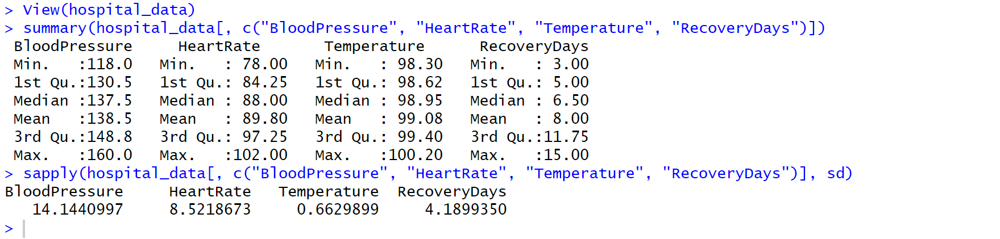 > View(hospital_data)
> summary(hospital_data[, c("BloodPressure", "HeartRate", "Temperature", "RecoveryDays")])
 BloodPressure     HeartRate       Temperature      RecoveryDays  
 Min.   :118.0   Min.   : 78.00   Min.   : 98.30   Min.   : 3.00  
 1st Qu.:130.5   1st Qu.: 84.25   1st Qu.: 98.62   1st Qu.: 5.00  
 Median :137.5   Median : 88.00   Median : 98.95   Median : 6.50  
 Mean   :138.5   Mean   : 89.80   Mean   : 99.08   Mean   : 8.00  
 3rd Qu.:148.8   3rd Qu.: 97.25   3rd Qu.: 99.40   3rd Qu.:11.75  
 Max.   :160.0   Max.   :102.00   Max.   :100.20   Max.   :15.00  
> sapply(hospital_data[, c("BloodPressure", "HeartRate", "Temperature", "RecoveryDays")], sd)
BloodPressure     HeartRate   Temperature  RecoveryDays 
   14.1440997     8.5218673     0.6629899     4.1899350 
>